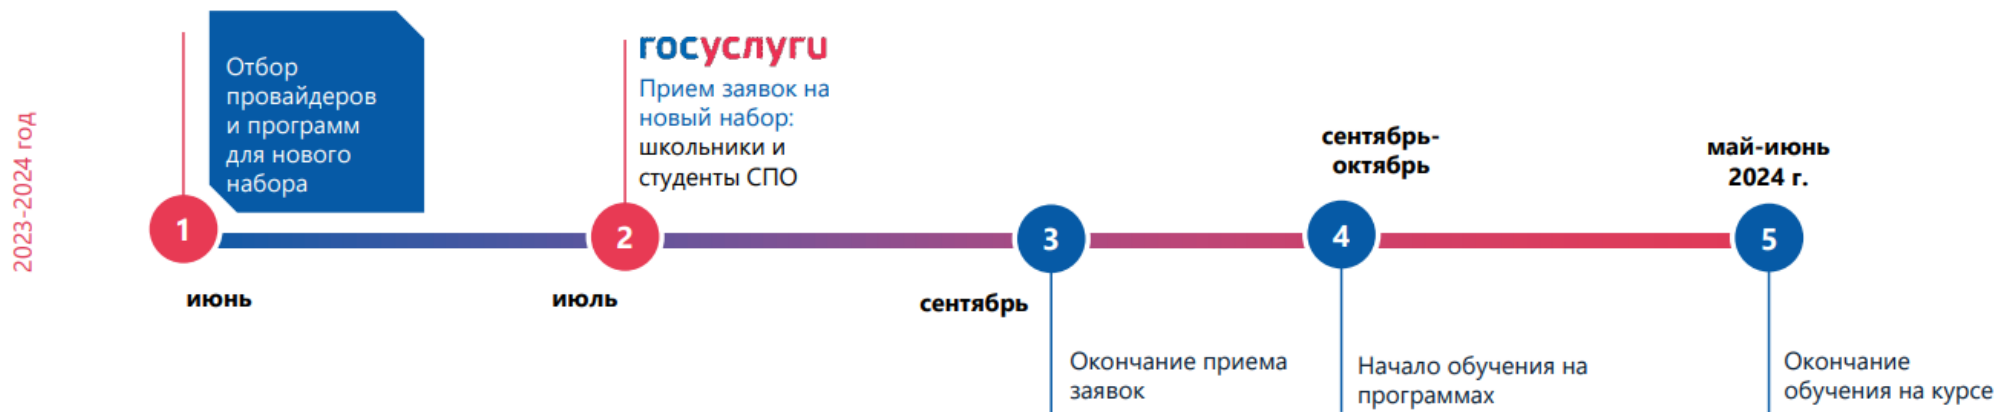 2023-2024 год
Отбор
провайдеров
и программ
для нового
набора
1
июнь
госуслуги
Прием заявок на
новый набор:
школьники и
студенты СПО
2
июль
3
сентябрь
Окончание приема
заявок
сентябрь-
октябрь
4
Начало обучения на
программах
май-июнь
2024 г.
5
Окончание
обучения на курсе